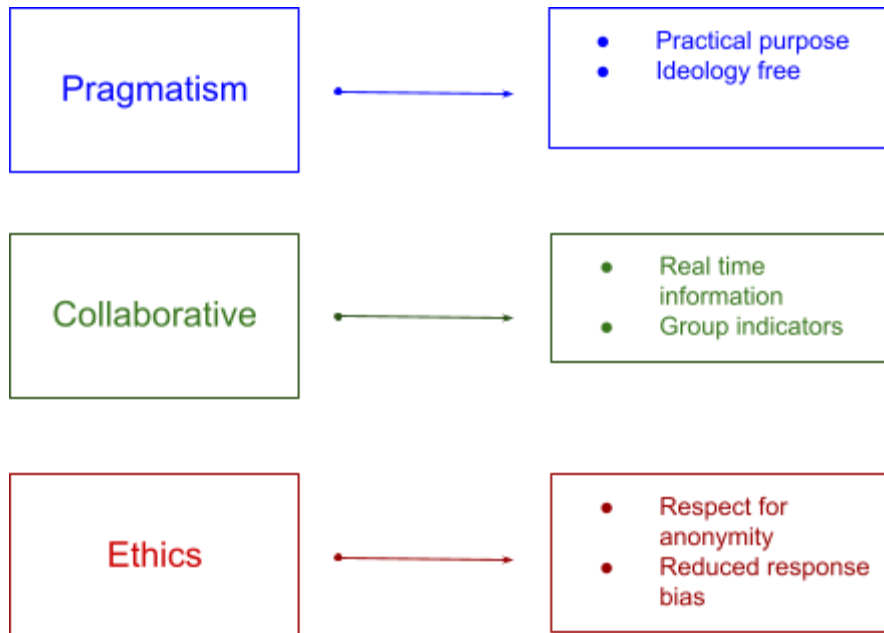 Pragmatism
● Practical purpose
● Ideology free
Collaborative
● Real time
information
● Group indicators
Ethics
● Respect for
anonymity
● Reduced response
bias